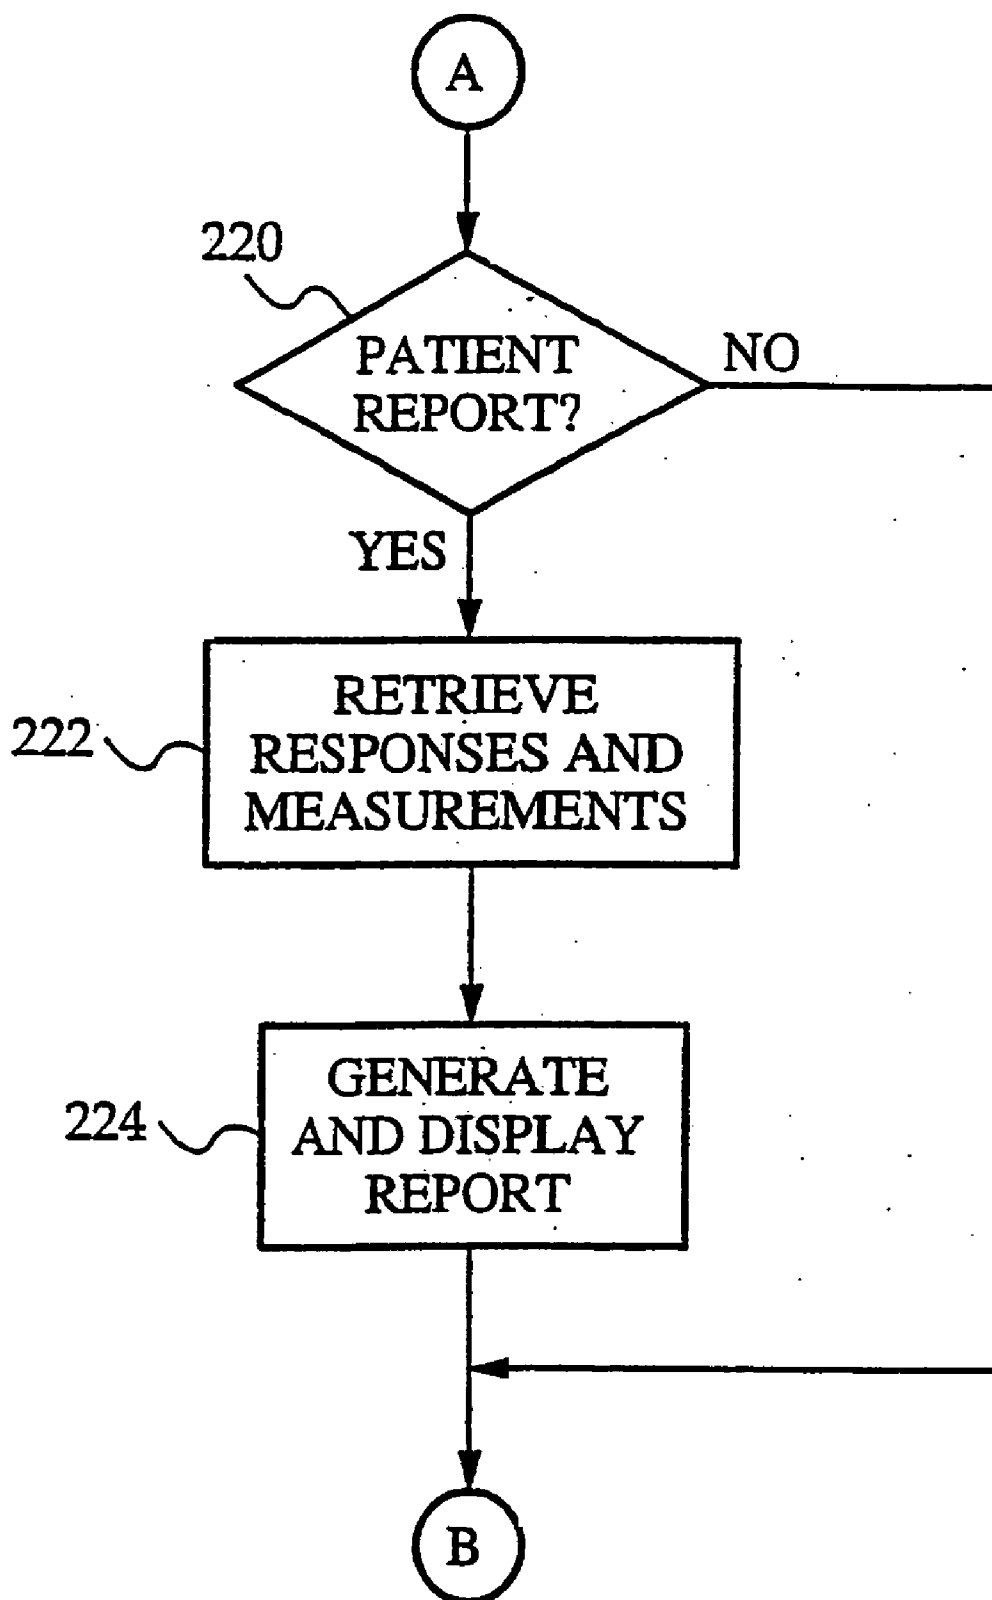 A
220
PATIENT
REPORT?
NO
YES
222
RETRIEVE
RESPONSES AND
MEASUREMENTS
224
GENERATE
AND DISPLAY
REPORT
B